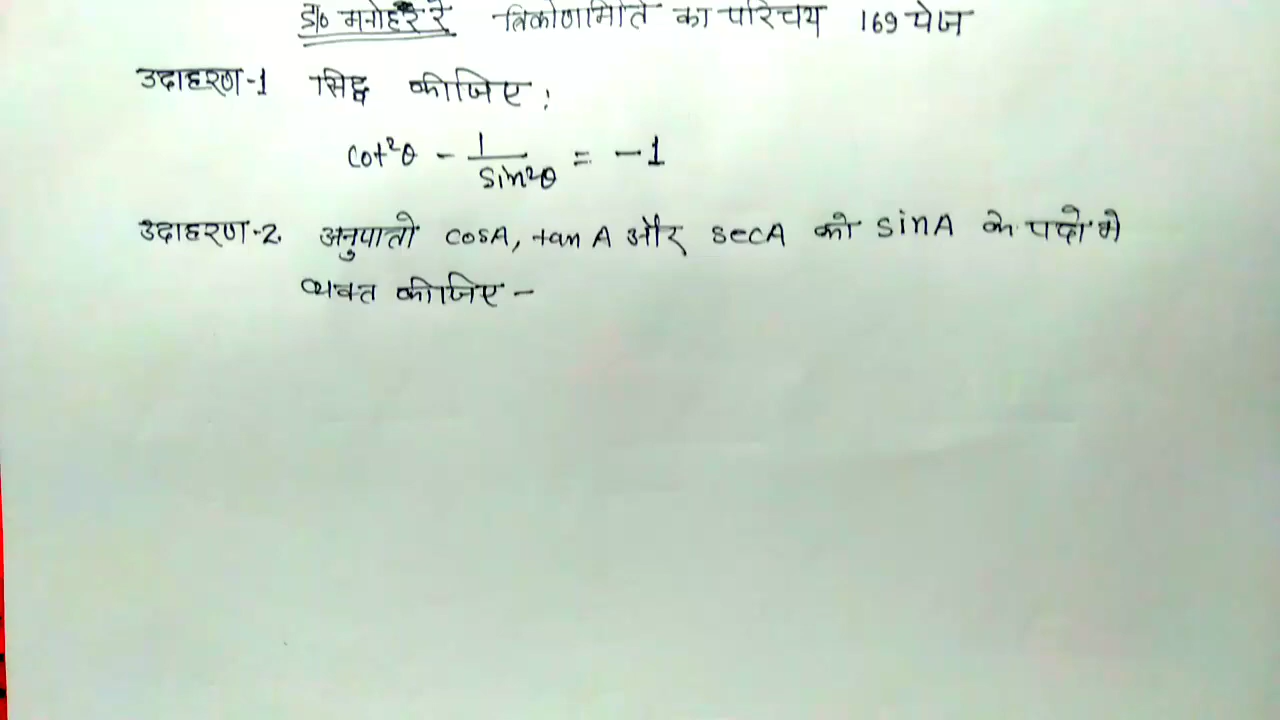 डॉ० मनोहर रे त्रिकोणमिति का परिचय 169 पेज
उदाहरण-1 सिद्ध कीजिए :
cot²θ - 1/sin²θ = -1
उदाहरण-2. अनुपातो cosA, tan A और secA को sinA के पदो मे
व्यक्त कीजिए -